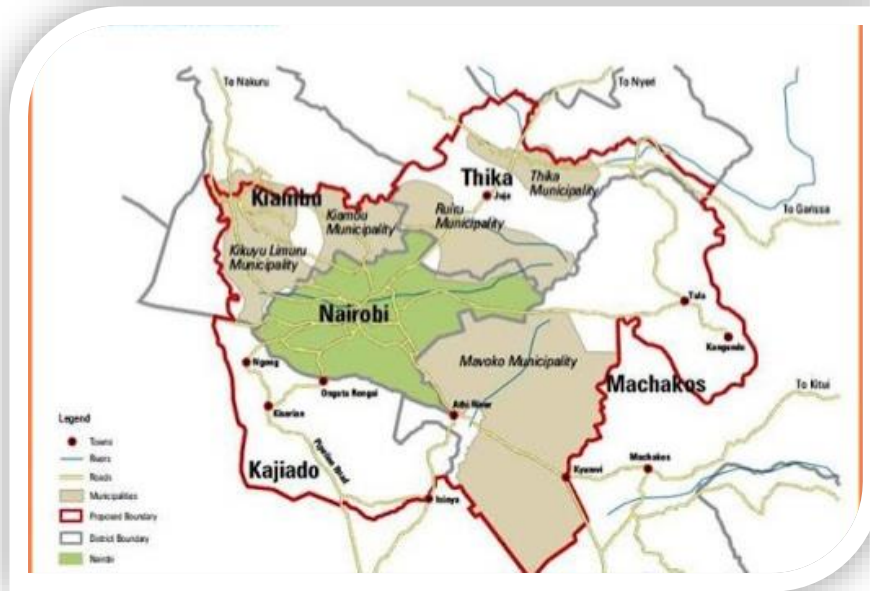 To Nakuru
To Nyeri
Thika
Thika
Municipality
Juja
Kiambu
Kiambu
Municipality
Ruiru
Municipality
To Garissa
Kikuyu Limuru
Municipality
Tala
Nairobi
Kangundo
Mavoko Municipality
Ngong
Ongata Rongai
Machakos
To Kitui
Kiserian
Athi River
Legend
Towns
Rivers
Roads
Municipalities
Proposed Boundary
District Boundary
Nairobi
Pipeline Road
Kajiado
Machakos
Kyumvi
Isinya